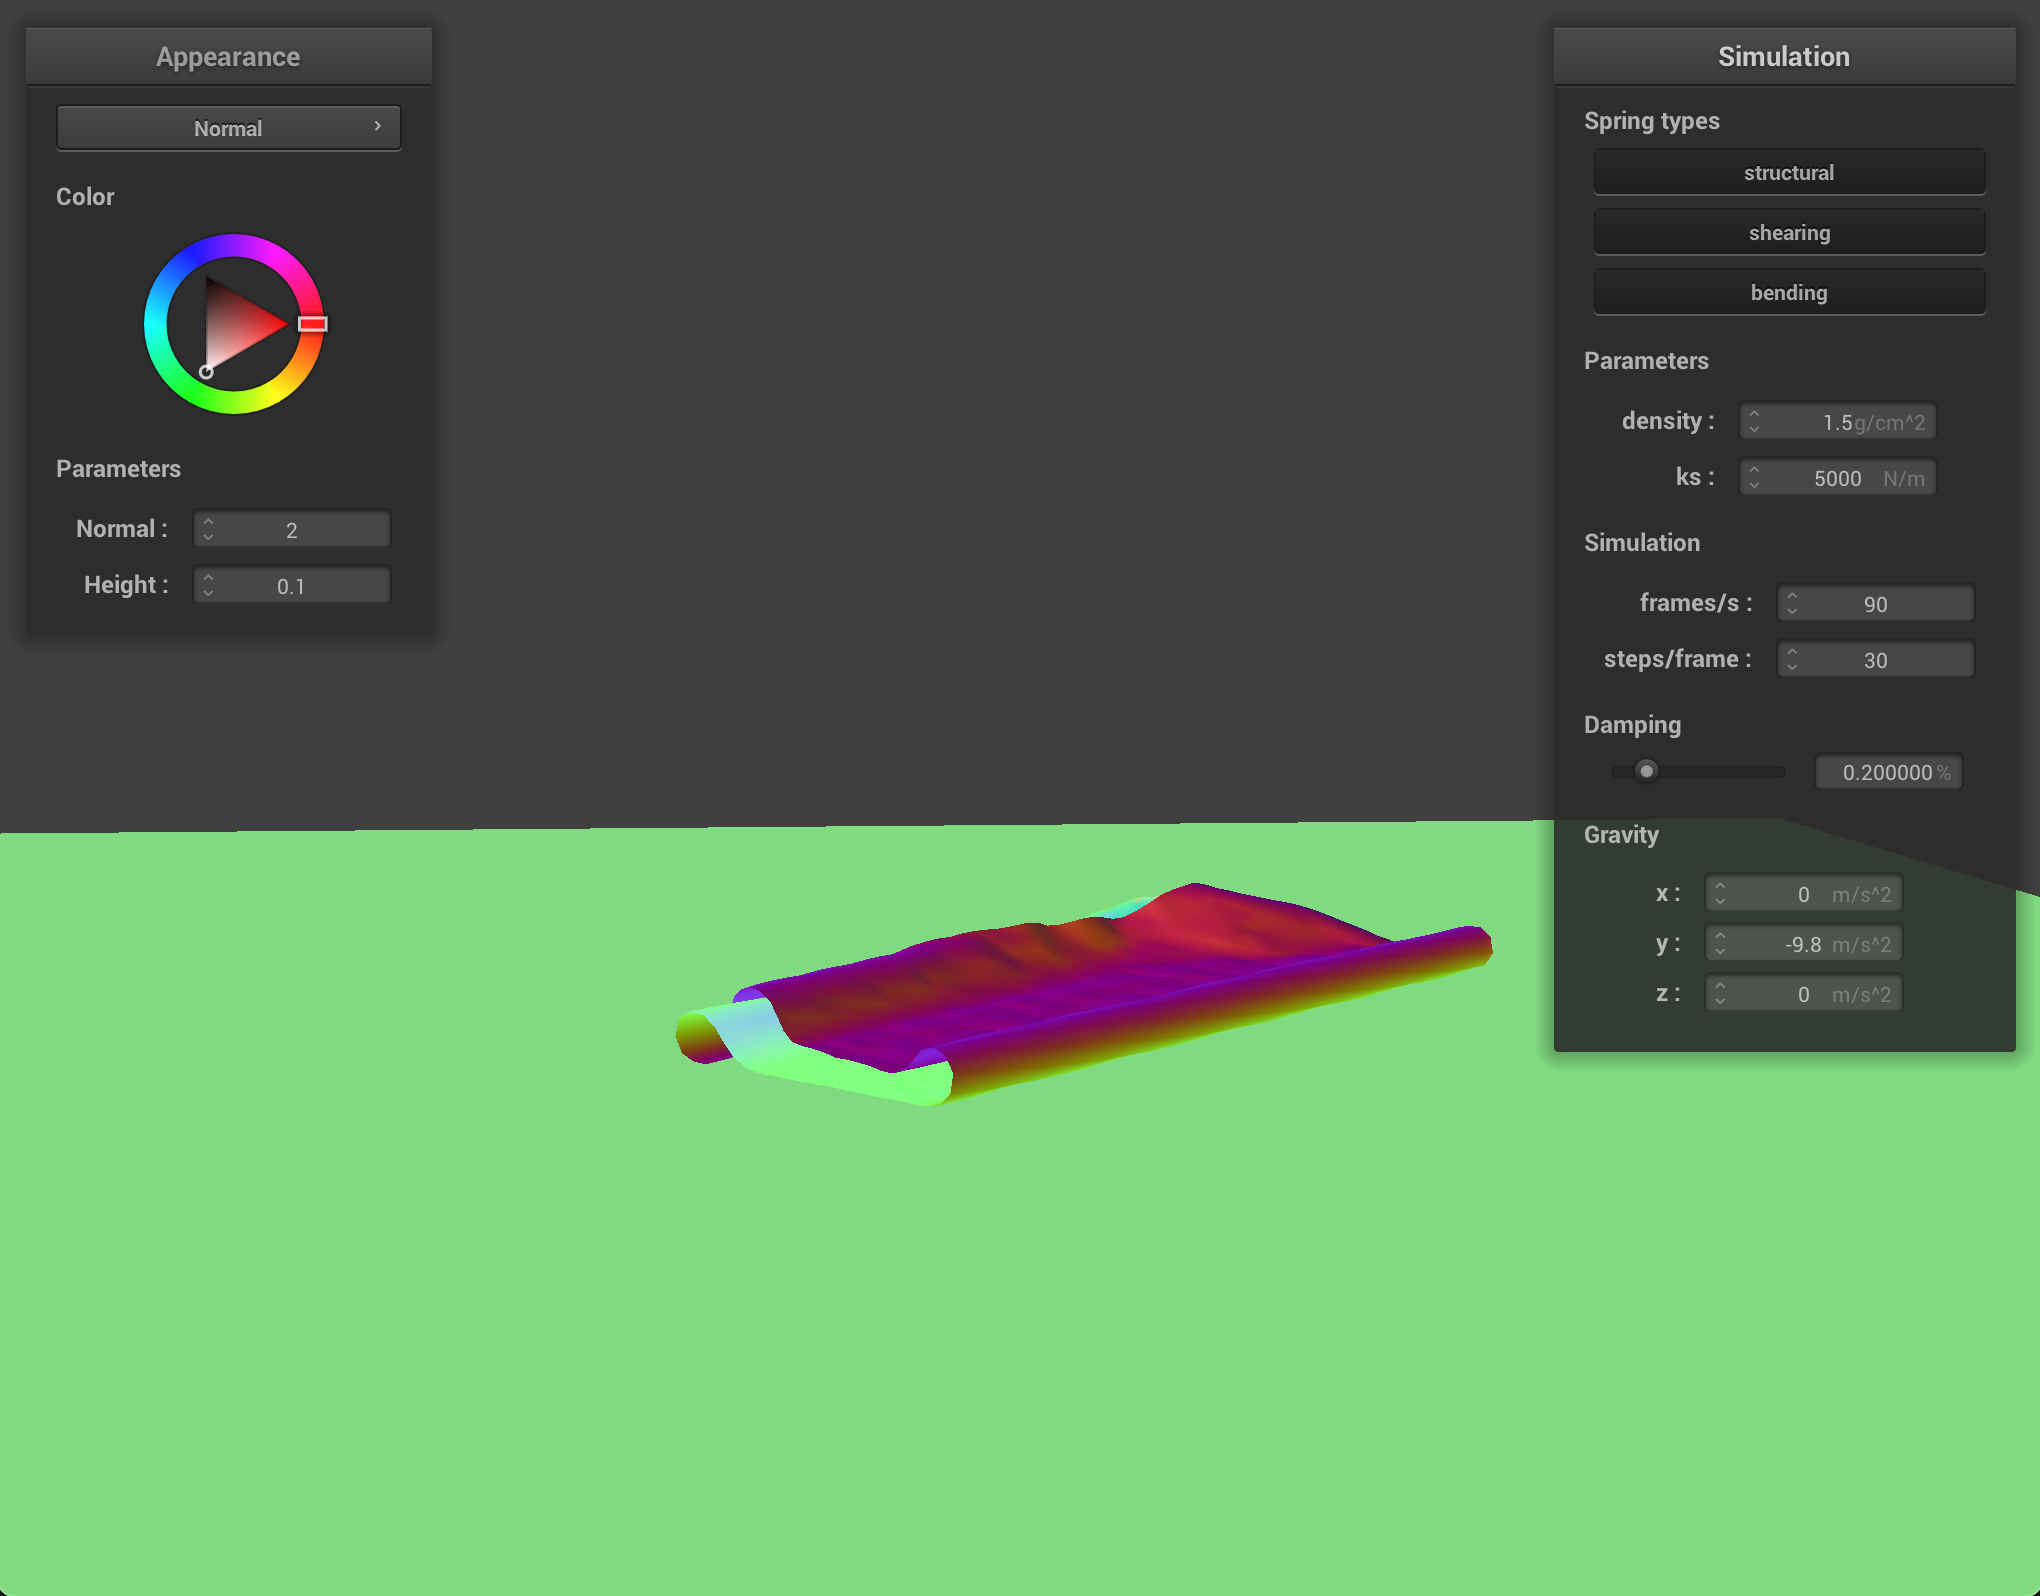 Appearance
Normal
Color
Parameters
Normal : 2
Height : 0.1
Simulation
Spring types
structural
shearing
bending
Parameters
density : 1.5 g/cm^2
ks : 5000 N/m
Simulation
frames/s : 90
steps/frame : 30
Damping
0.200000 %
Gravity
x : 0 m/s^2
y : -9.8 m/s^2
z : 0 m/s^2